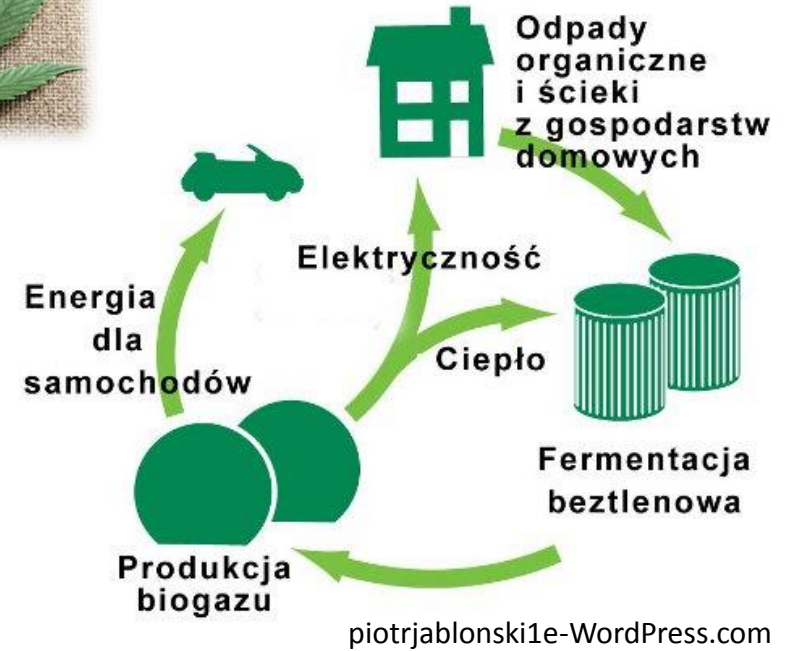 Odpady
organiczne
i ścieki
z gospodarstw
domowych
Elektryczność
Energia
dla
samochodów
Ciepło
Fermentacja
beztlenowa
Produkcja
biogazu
piotrjablonski1e-WordPress.com